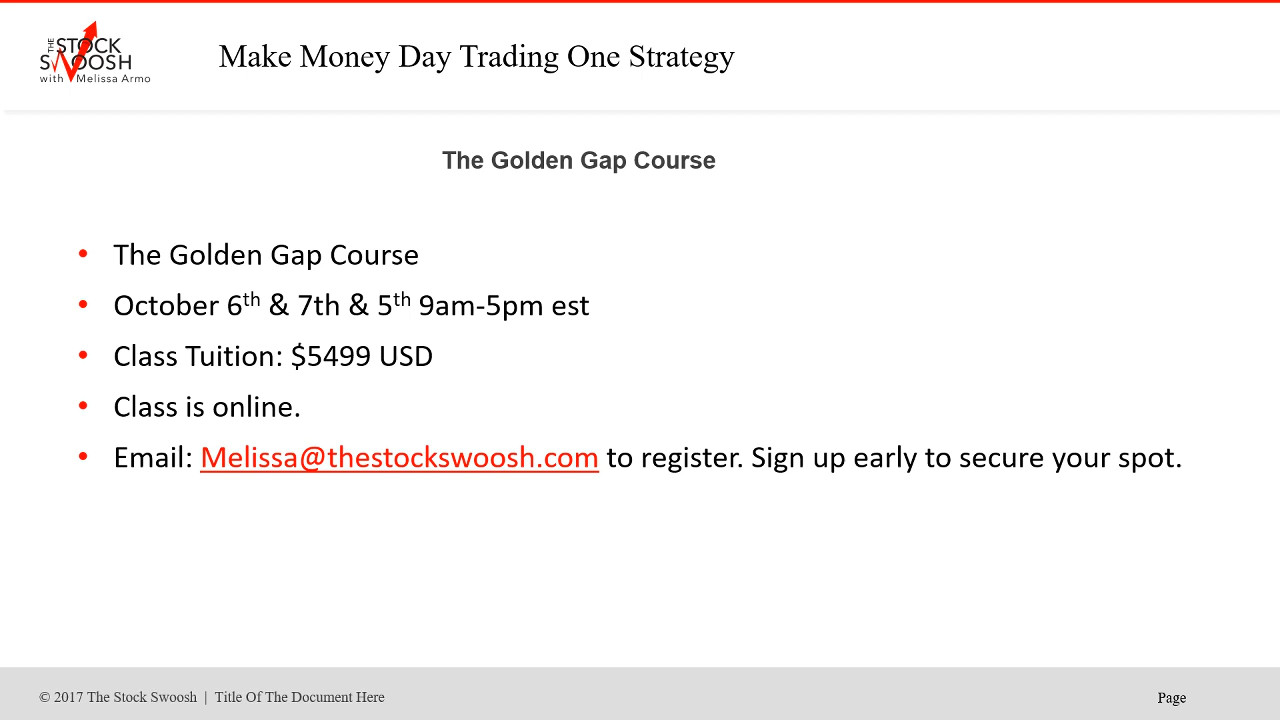 THE
STOCK
SWOOSH
with Melissa Armo
Make Money Day Trading One Strategy
The Golden Gap Course
• The Golden Gap Course
• October 6th & 7th & 5th 9am-5pm est
• Class Tuition: $5499 USD
• Class is online.
• Email: Melissa@thestockswoosh.com to register. Sign up early to secure your spot.
© 2017 The Stock Swoosh | Title Of The Document Here
Page